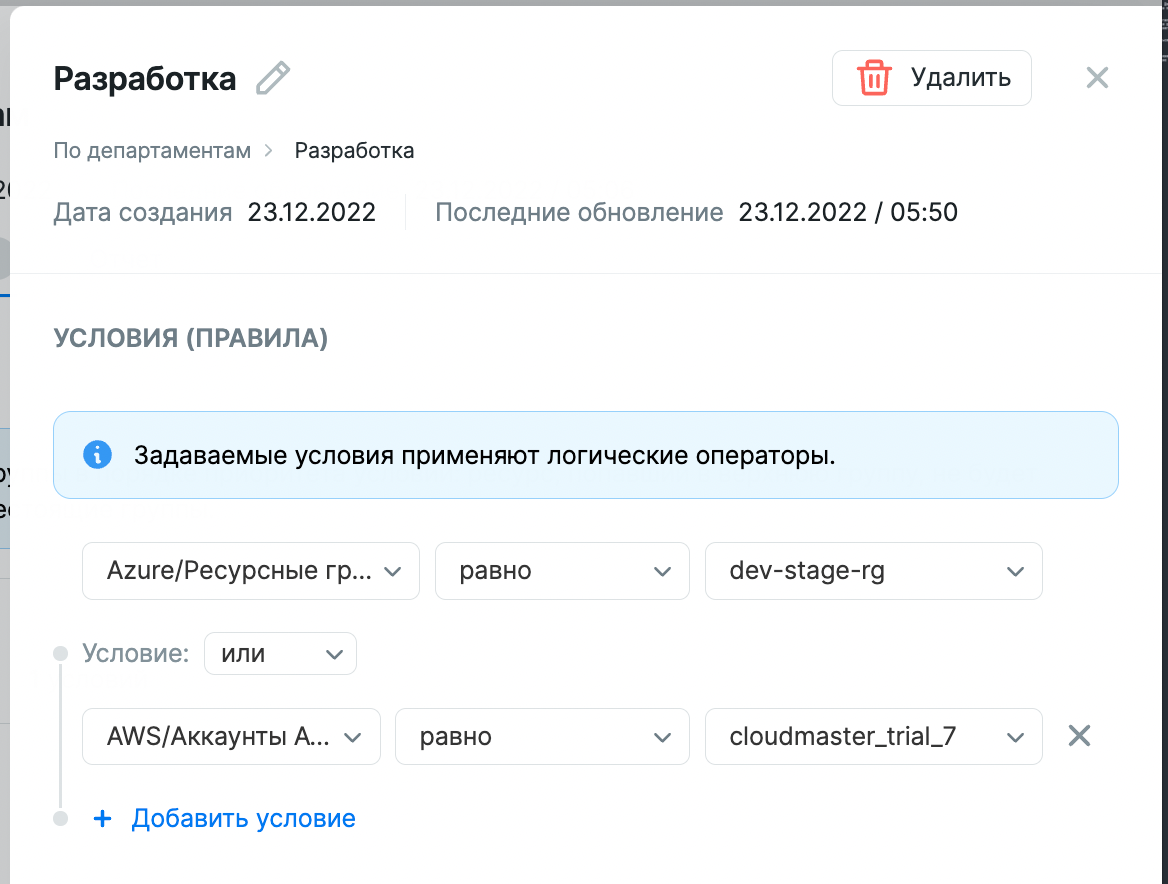 Разработка
Удалить
По департаментам > Разработка
Дата создания 23.12.2022 Последние обновление 23.12.2022 / 05:50
УСЛОВИЯ (ПРАВИЛА)
Задаваемые условия применяют логические операторы.
Azure/Ресурсные гр... равно dev-stage-rg
Условие: или
AWS/Аккаунты А... равно cloudmaster_trial_7
+ Добавить условие